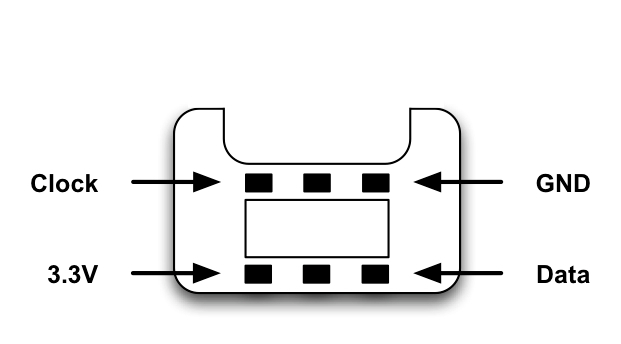 Clock
GND
3.3V
Data